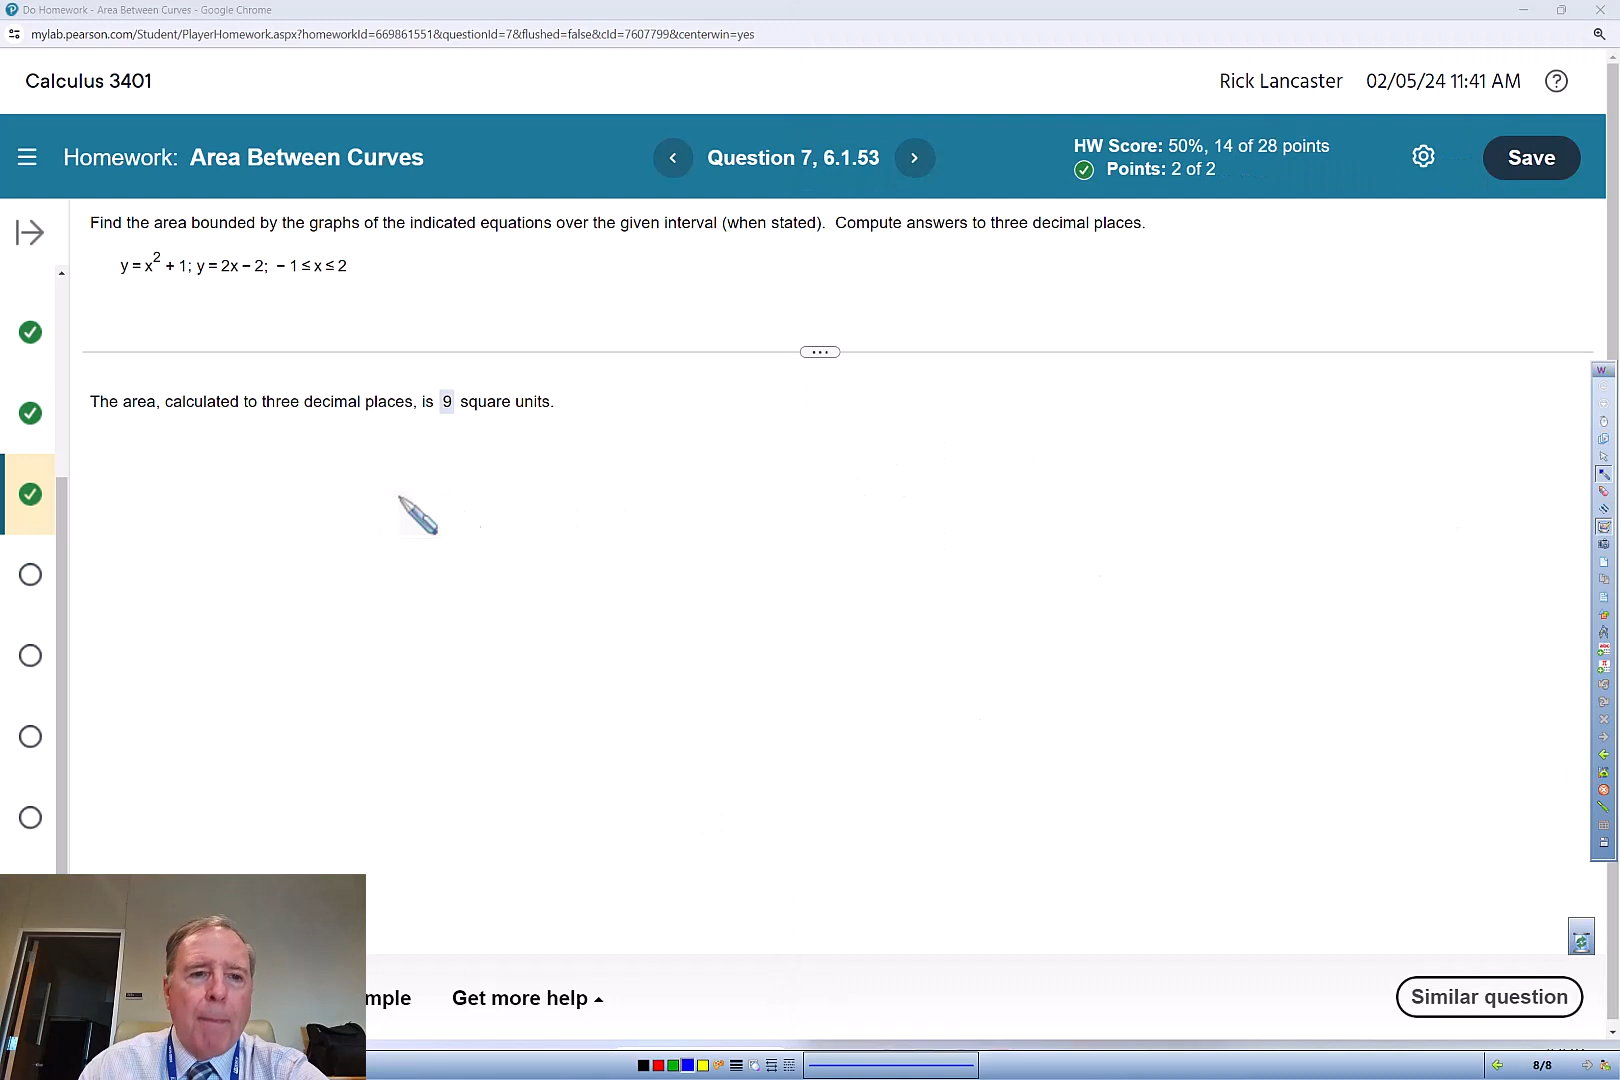 Do Homework - Area Between Curves - Google Chrome
mylab.pearson.com/Student/PlayerHomework.aspx?homeworkId=669861551&questionId=7&flushed=false&cId=7607799&centerwin=yes
Calculus 3401
Rick Lancaster 02/05/24 11:41 AM
Homework: Area Between Curves
Question 7, 6.1.53
HW Score: 50%, 14 of 28 points
Points: 2 of 2
Save
Find the area bounded by the graphs of the indicated equations over the given interval (when stated). Compute answers to three decimal places.
y = x² + 1; y = 2x − 2; − 1 ≤ x ≤ 2
The area, calculated to three decimal places, is 9 square units.
mple
Get more help
Similar question
8/8